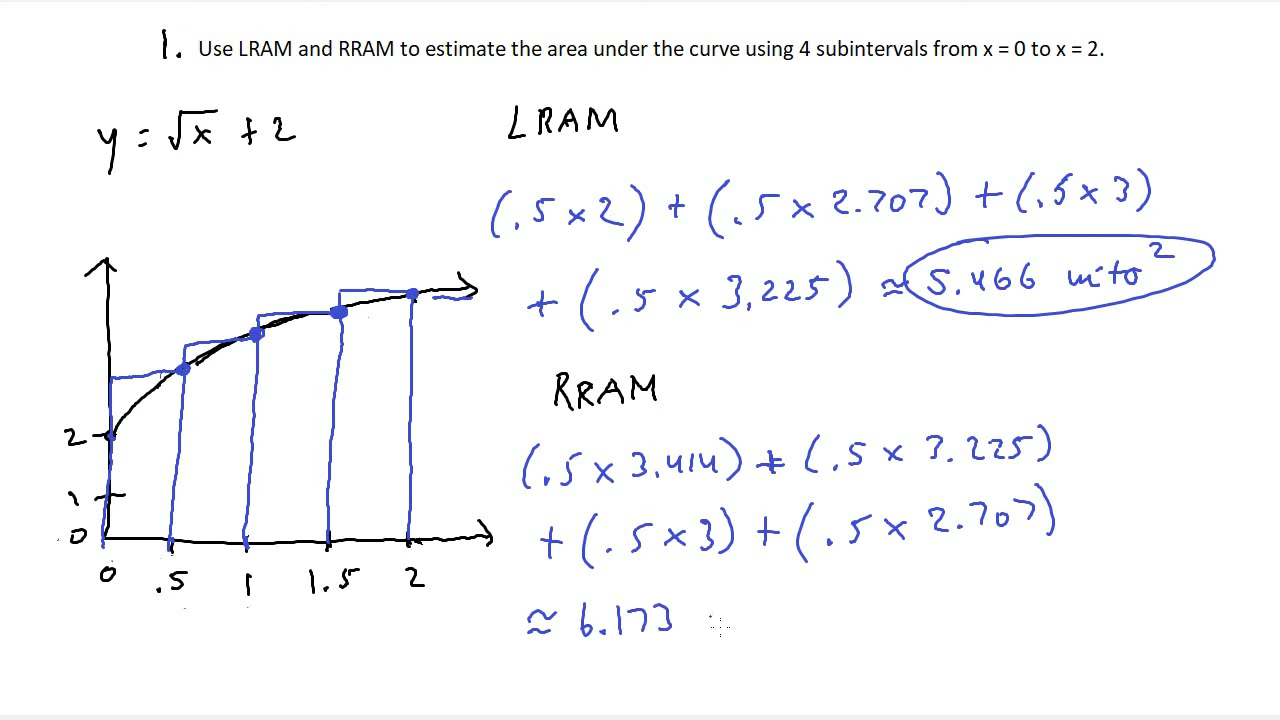 1. Use LRAM and RRAM to estimate the area under the curve using 4 subintervals from x = 0 to x = 2.
y = √x + 2
LRAM
(.5 x 2) + (.5 x 2.707) + (.5 x 3)
+ (.5 x 3.225) ≈ 5.466 units²
RRAM
(.5 x 3.414) + (.5 x 3.225)
+ (.5 x 3) + (.5 x 2.707)
≈ 6.173
2
1
0
0 .5 1 1.5 2